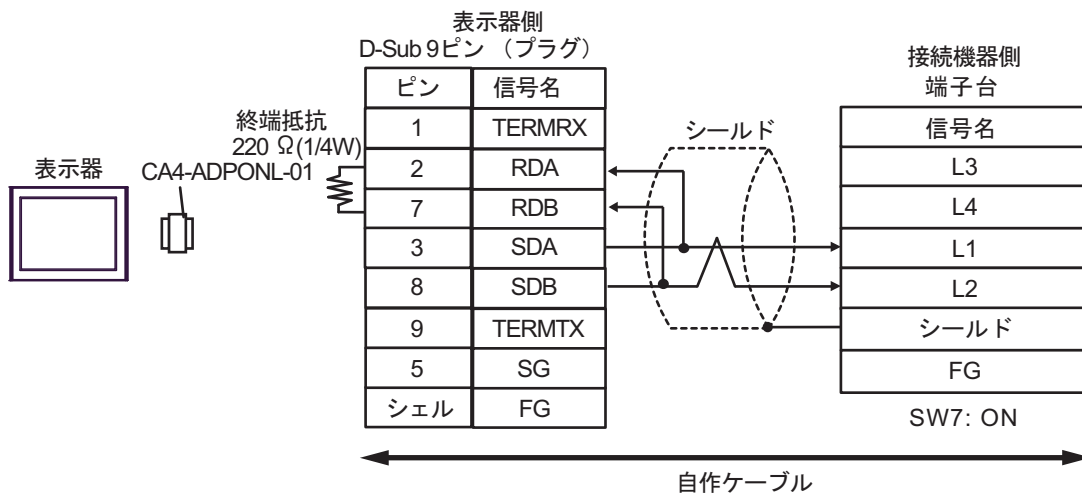 表示器側
D-Sub 9ピン （プラグ）
接続機器側
端子台
ピン 信号名
1 TERMRX
2 RDA
7 RDB
3 SDA
8 SDB
9 TERMTX
5 SG
シェル FG
終端抵抗
220 Ω(1/4W)
表示器
CA4-ADPONL-01
シールド
信号名
L3
L4
L1
L2
シールド
FG
SW7: ON
自作ケーブル